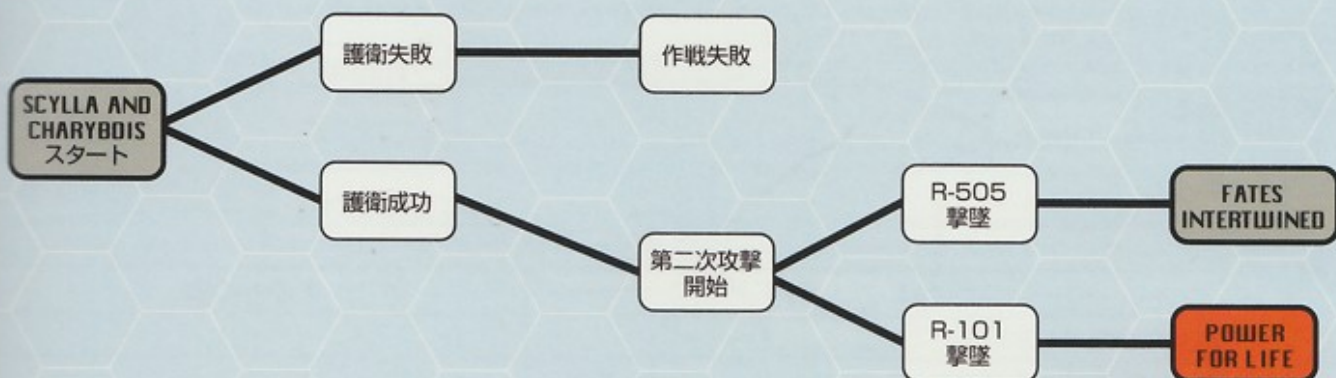 SCYLLA AND
CHARYBDIS
スタート
護衛失敗
作戦失敗
護衛成功
第二次攻撃
開始
R-505
撃墜
FATES
INTERTWINED
R-101
撃墜
POWER
FOR LIFE